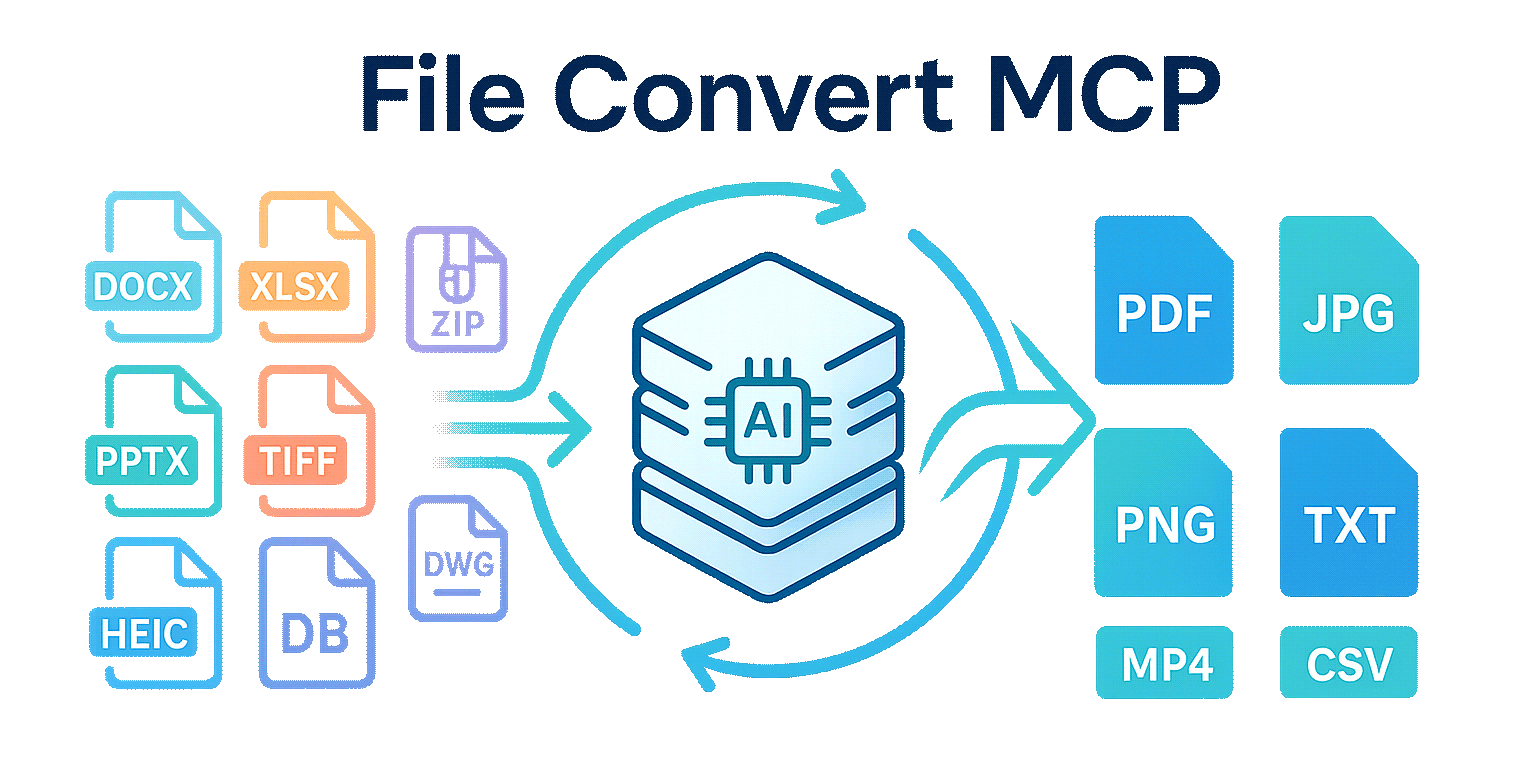 File Convert MCP
DOCX
XLSX
ZIP
PPTX
TIFF
DWG
HEIC
DB
AI
PDF
JPG
PNG
TXT
MP4
CSV